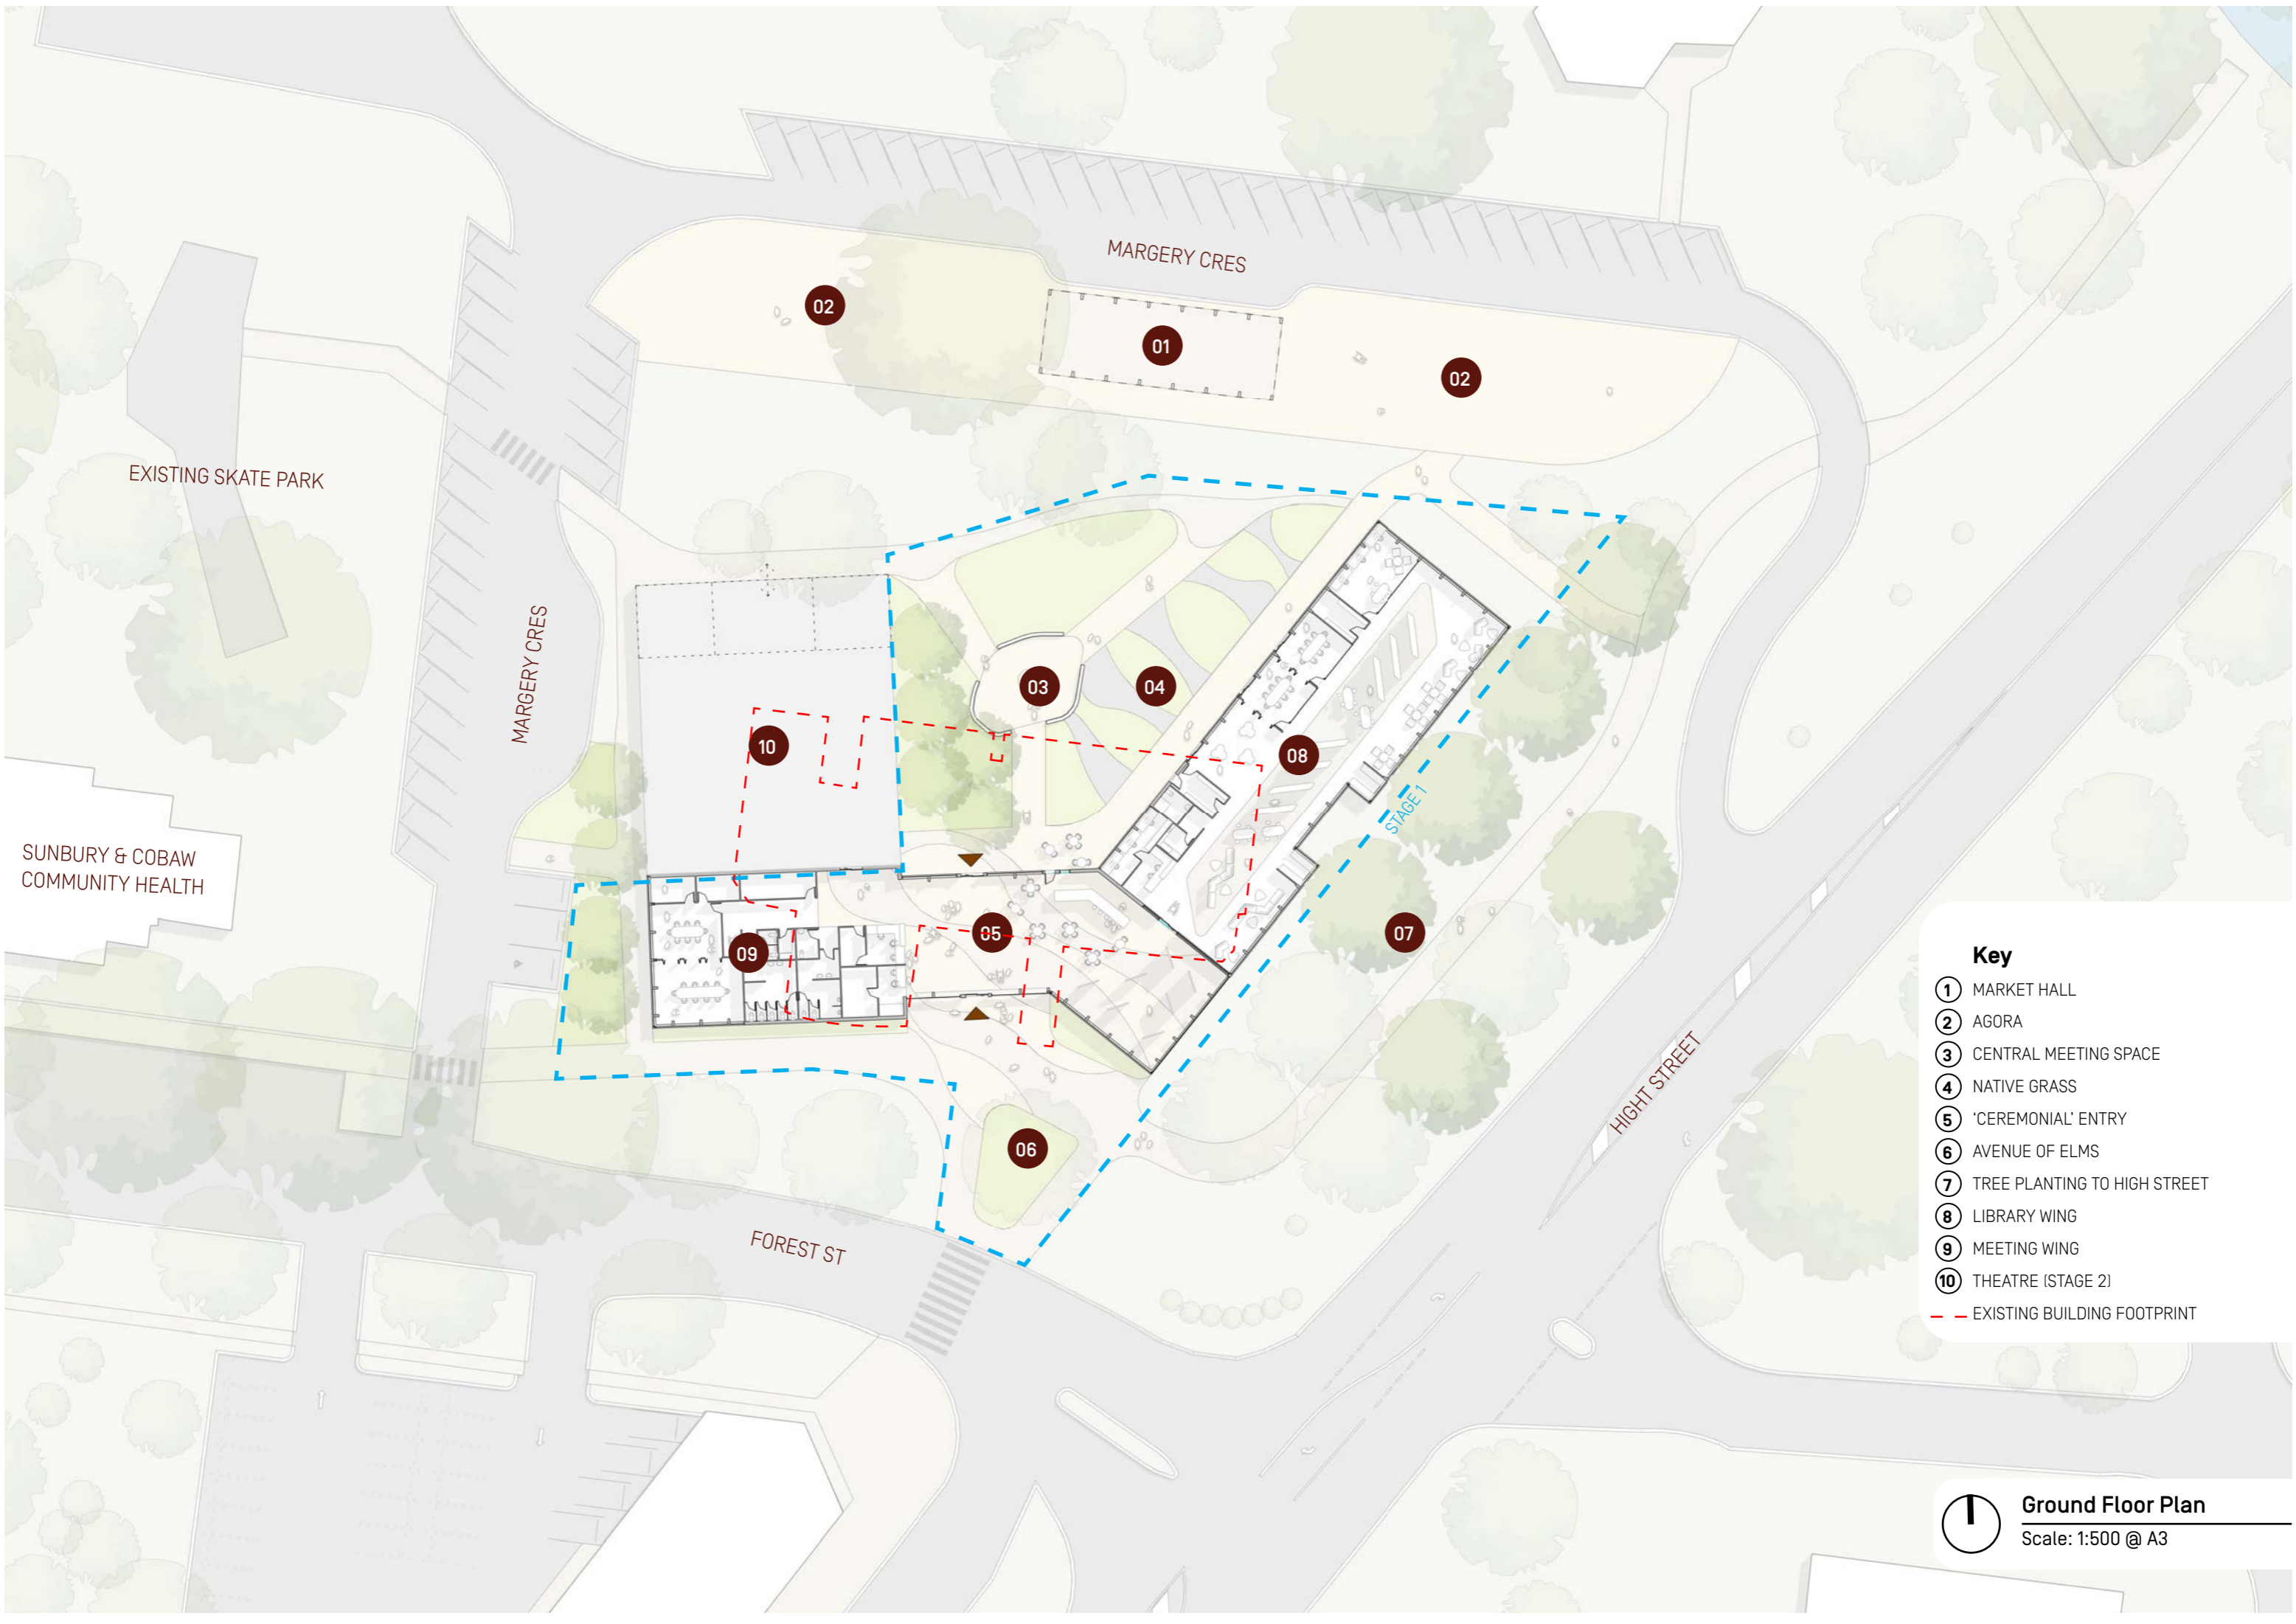 MARGERY CRES
02
01
02
EXISTING SKATE PARK
MARGERY CRES
03
04
10
08
STAGE 1
SUNBURY & COBAW
COMMUNITY HEALTH
05
07
09
HIGHT STREET
06
FOREST ST
Key
1 MARKET HALL
2 AGORA
3 CENTRAL MEETING SPACE
4 NATIVE GRASS
5 'CEREMONIAL' ENTRY
6 AVENUE OF ELMS
7 TREE PLANTING TO HIGH STREET
8 LIBRARY WING
9 MEETING WING
10 THEATRE (STAGE 2)
EXISTING BUILDING FOOTPRINT
Ground Floor Plan
Scale: 1:500 @ A3